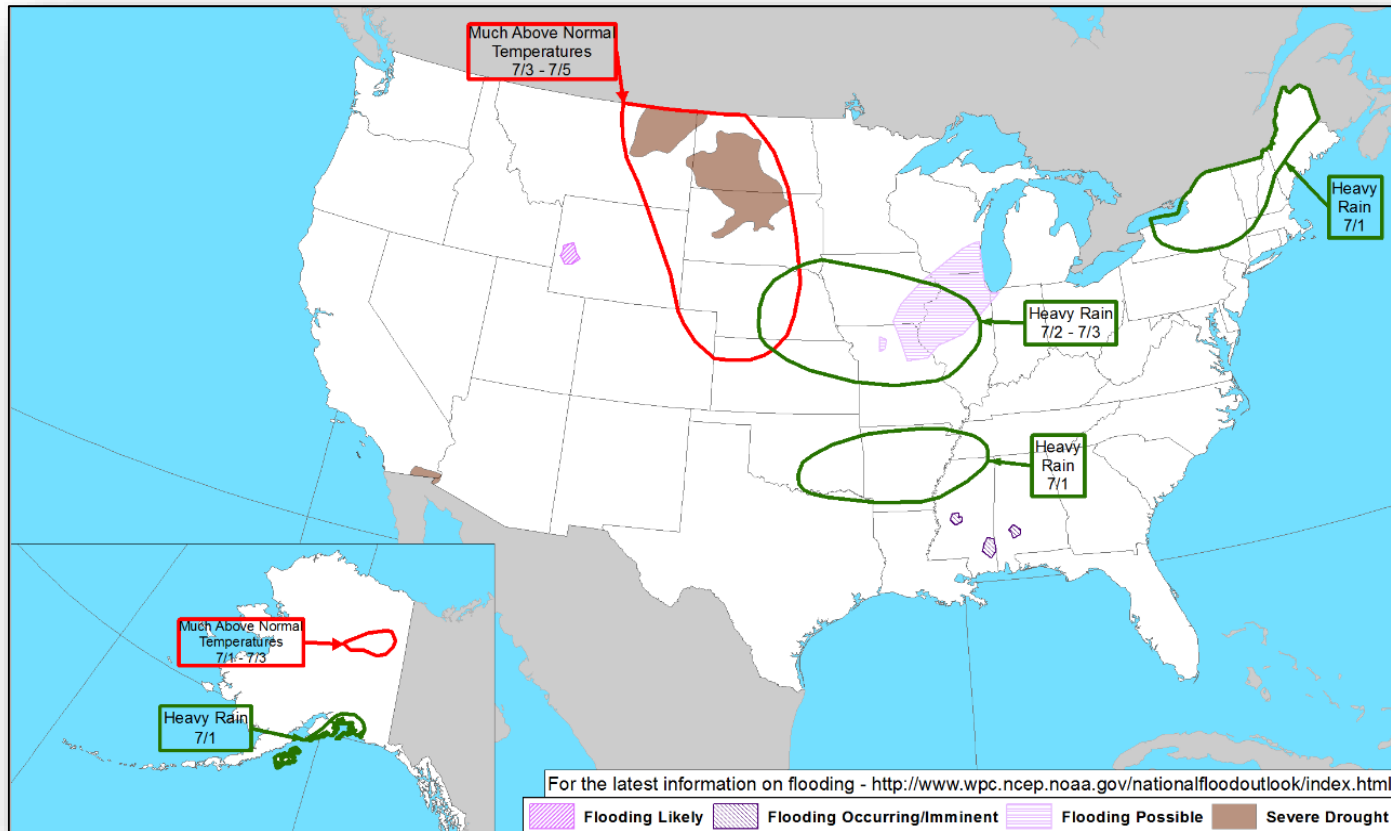 Much Above Normal
Temperatures
7/3 - 7/5
Heavy
Rain
7/1
Heavy Rain
7/2 - 7/3
Heavy
Rain
7/1
Much Above Normal
Temperatures
7/1 - 7/3
Heavy Rain
7/1
For the latest information on flooding - http://www.wpc.ncep.noaa.gov/nationalfloodoutlook/index.html
Flooding Likely Flooding Occurring/Imminent Flooding Possible Severe Drought